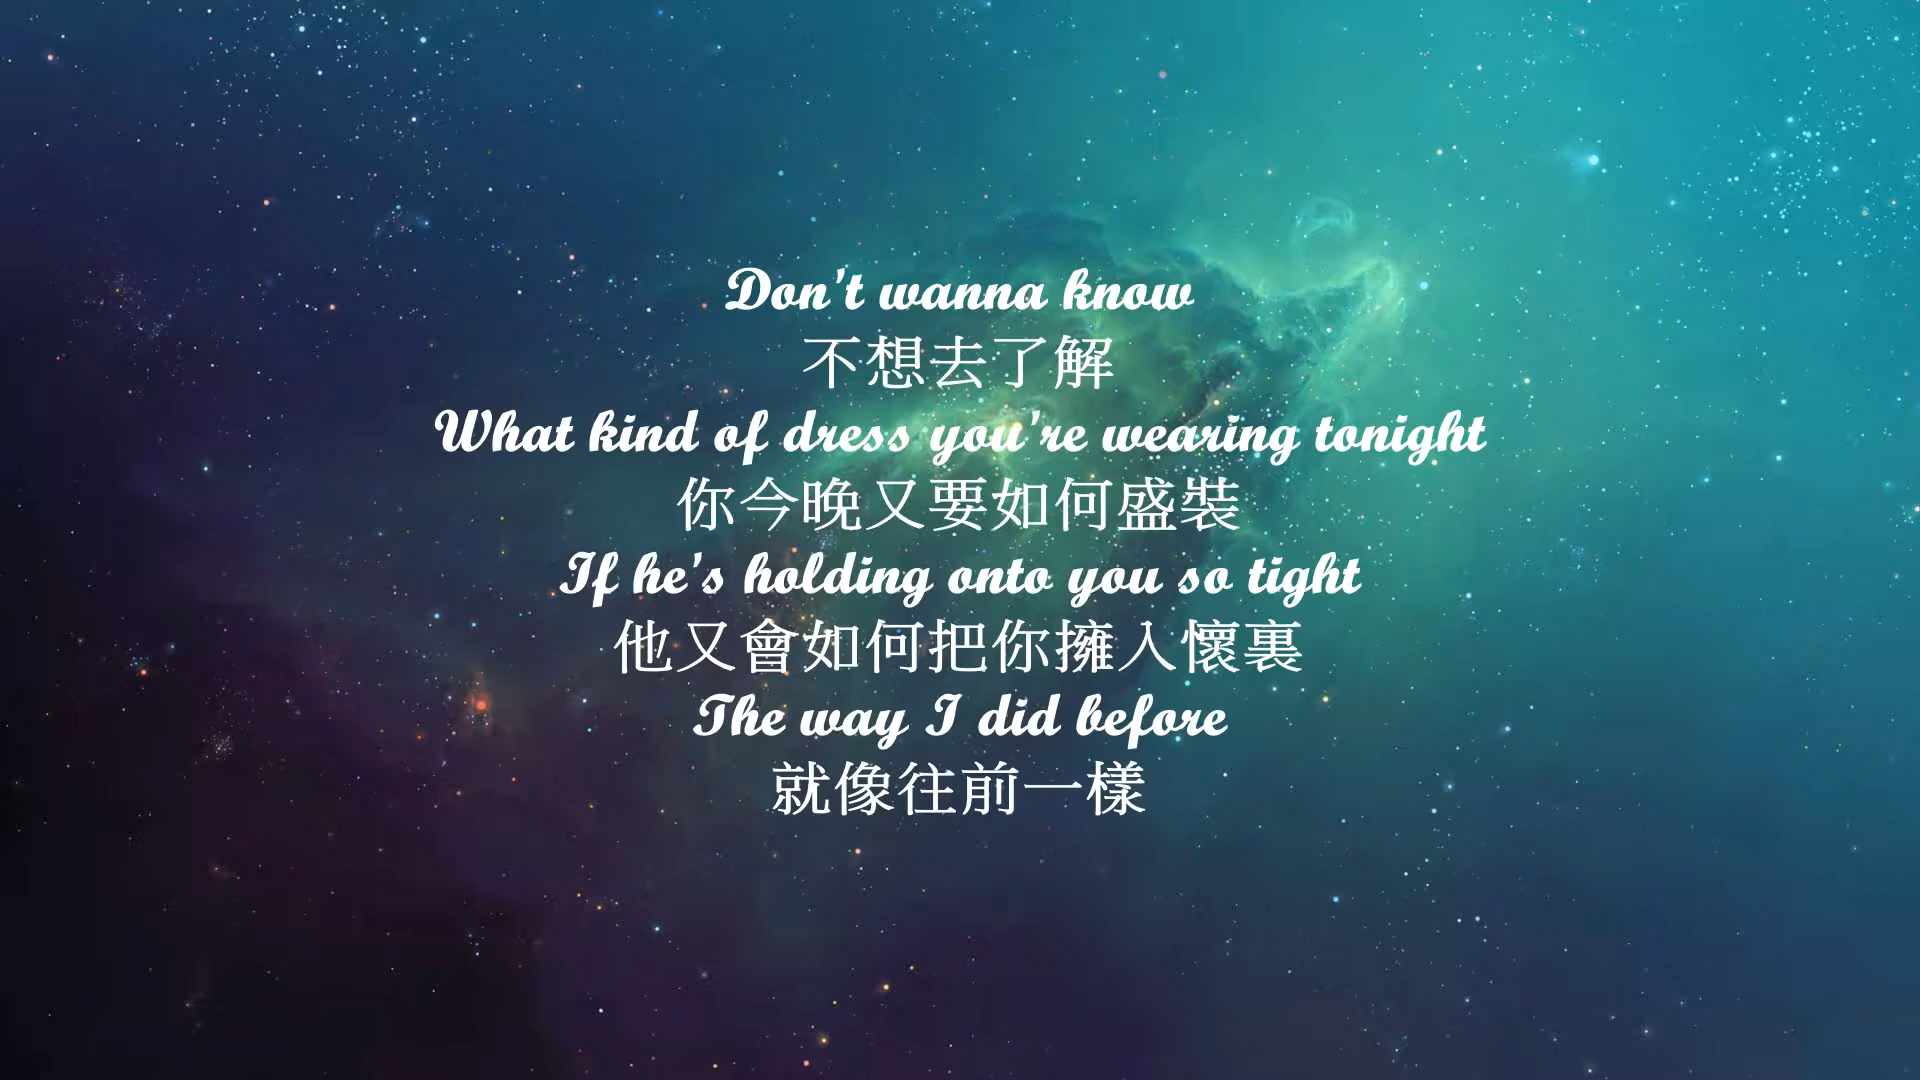 Don't wanna know
不想去了解
What kind of dress you're wearing tonight
你今晚又要如何盛裝
If he's holding onto you so tight
他又會如何把你擁入懷裏
The way I did before
就像往前一樣